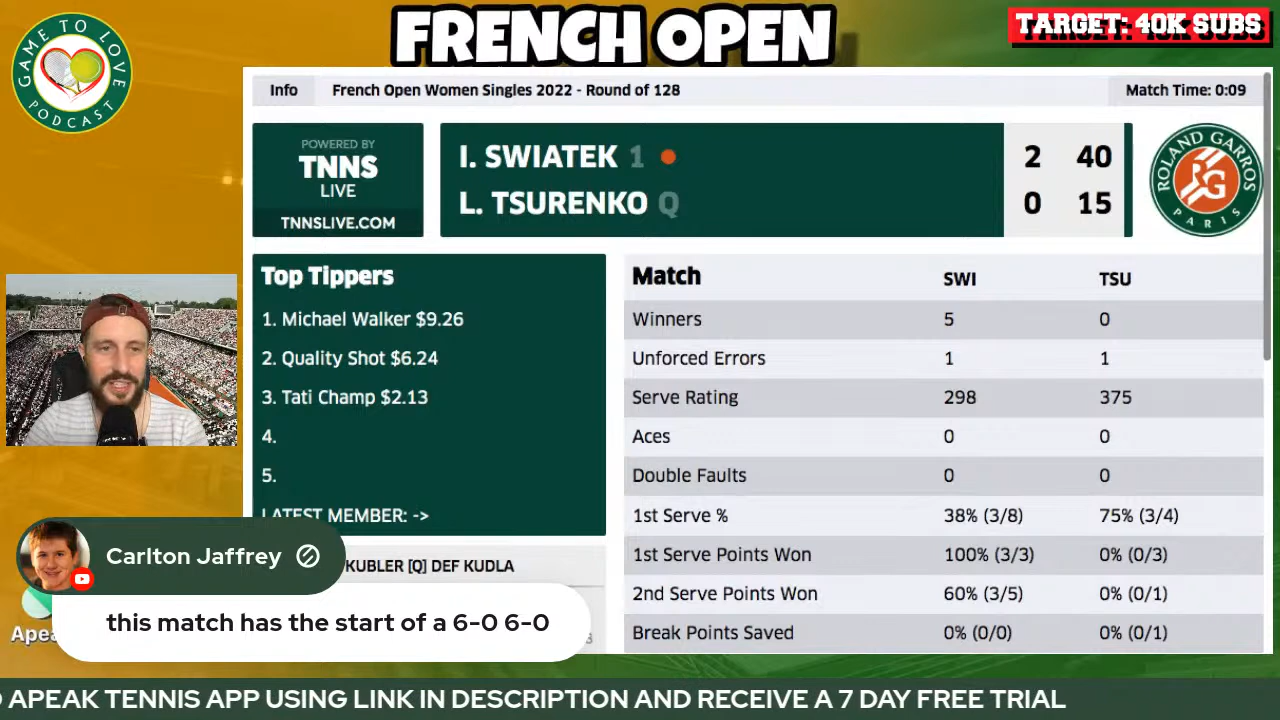 FRENCH OPEN
TARGET: 40K SUBS
GAME TO LOVE
PODCAST
Info
French Open Women Singles 2022 - Round of 128
Match Time: 0:09
POWERED BY
TNNS
LIVE
TNNSLIVE.COM
I. SWIATEK 1 2 40
L. TSURENKO Q 0 15
ROLAND GARROS
RG
PARIS
Top Tippers
1. Michael Walker $9.26
2. Quality Shot $6.24
3. Tati Champ $2.13
4.
5.
LATEST MEMBER: ->
Match SWI TSU
Winners 5 0
Unforced Errors 1 1
Serve Rating 298 375
Aces 0 0
Double Faults 0 0
1st Serve % 38% (3/8) 75% (3/4)
1st Serve Points Won 100% (3/3) 0% (0/3)
2nd Serve Points Won 60% (3/5) 0% (0/1)
Break Points Saved 0% (0/0) 0% (0/1)
KUBLER [Q] DEF KUDLA
Carlton Jaffrey
this match has the start of a 6-0 6-0
APEAK TENNIS APP USING LINK IN DESCRIPTION AND RECEIVE A 7 DAY FREE TRIAL